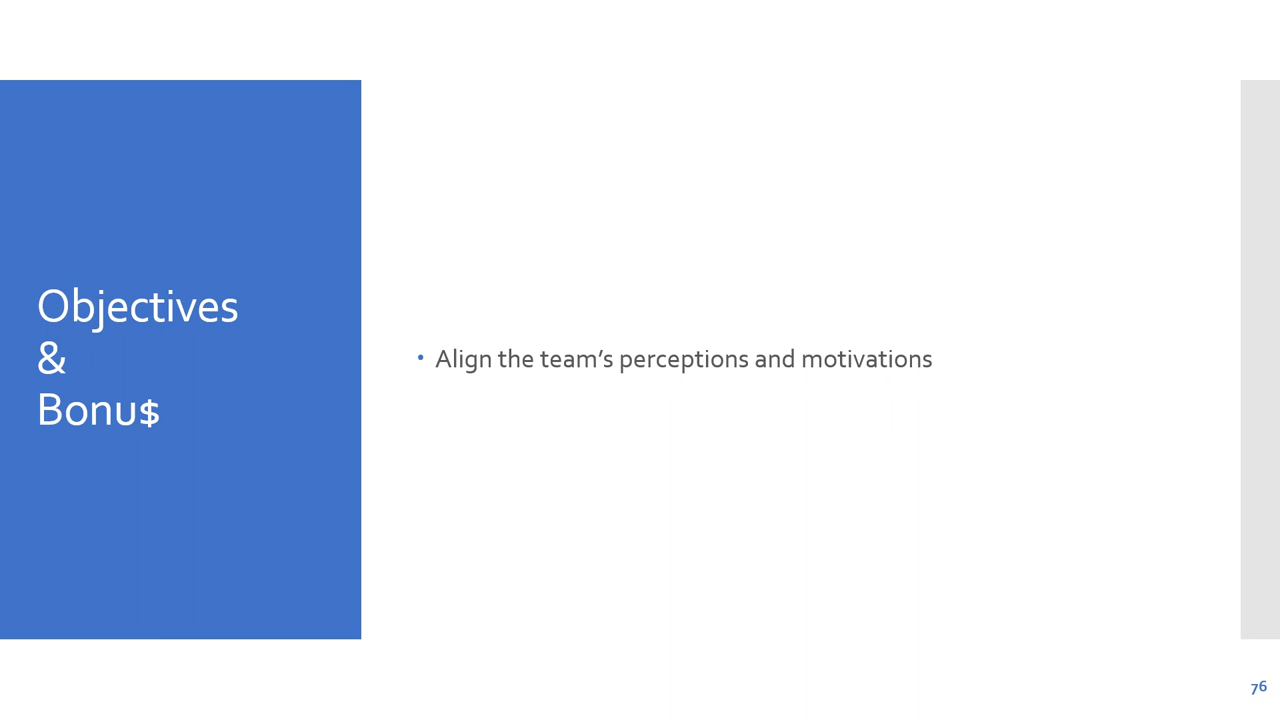 Objectives
&
Bonu$
• Align the team’s perceptions and motivations
76